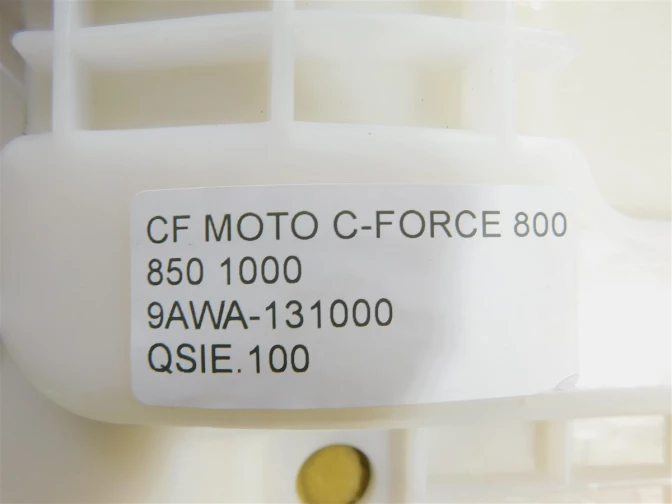 CF MOTO C-FORCE 800
850 1000
9AWA-131000
QSIE.100